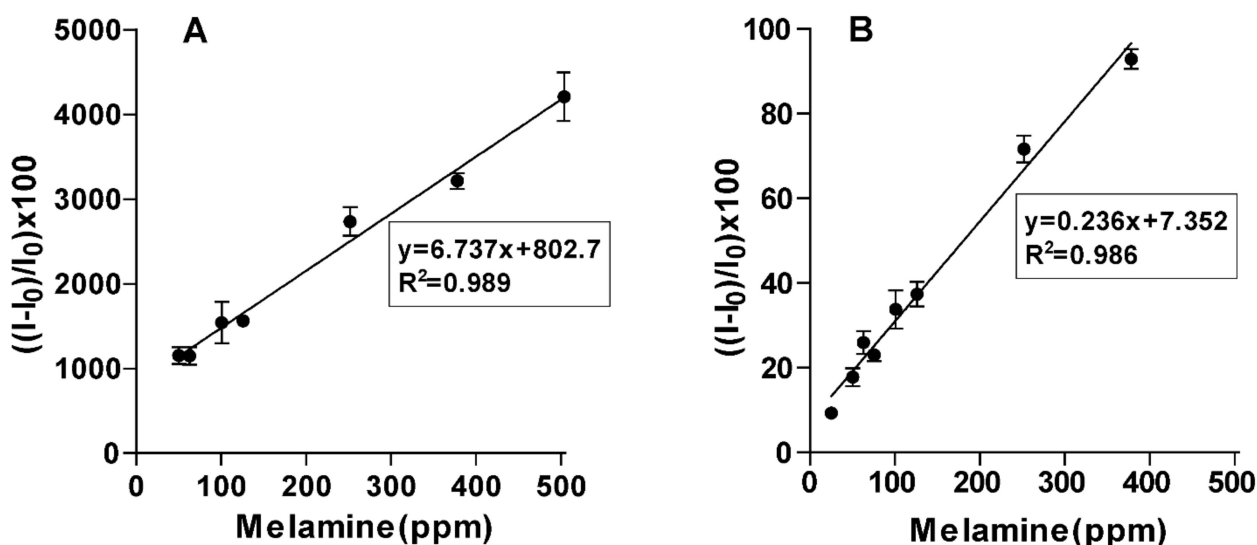 A
((I-I0)/I0)x100
5000
4000
3000
2000
1000
0
y=6.737x+802.7
R²=0.989
0 100 200 300 400 500
Melamine(ppm)
B
((I-I0)/I0)x100
100
80
60
40
20
0
y=0.236x+7.352
R²=0.986
0 100 200 300 400 500
Melamine(ppm)